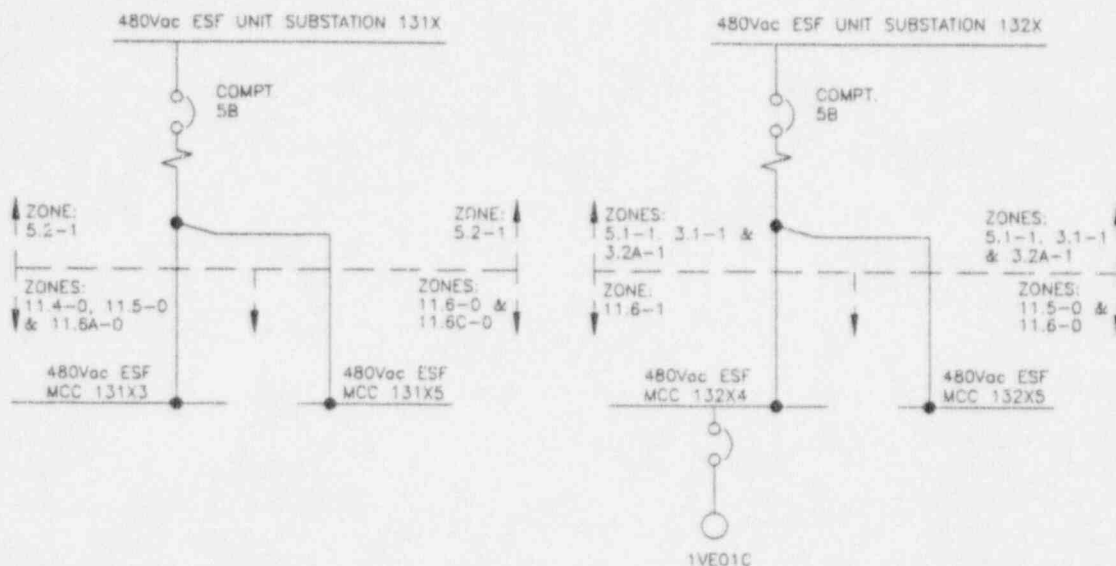 480Vac ESF UNIT SUBSTATION 131X
COMPT.
5B
ZONE:
5.2-1
ZONE:
5.2-1
ZONES:
11.4-0, 11.5-0
& 11.6A-0
ZONES:
11.6-0 &
11.6C-0
480Vac ESF
MCC 131X3
480Vac ESF
MCC 131X5
480Vac ESF UNIT SUBSTATION 132X
COMPT.
5B
ZONES:
5.1-1, 3.1-1 &
3.2A-1
ZONES:
5.1-1, 3.1-1
& 3.2A-1
ZONE:
11.6-1
ZONES:
11.5-0 &
11.6-0
480Vac ESF
MCC 132X4
480Vac ESF
MCC 132X5
1VE01C